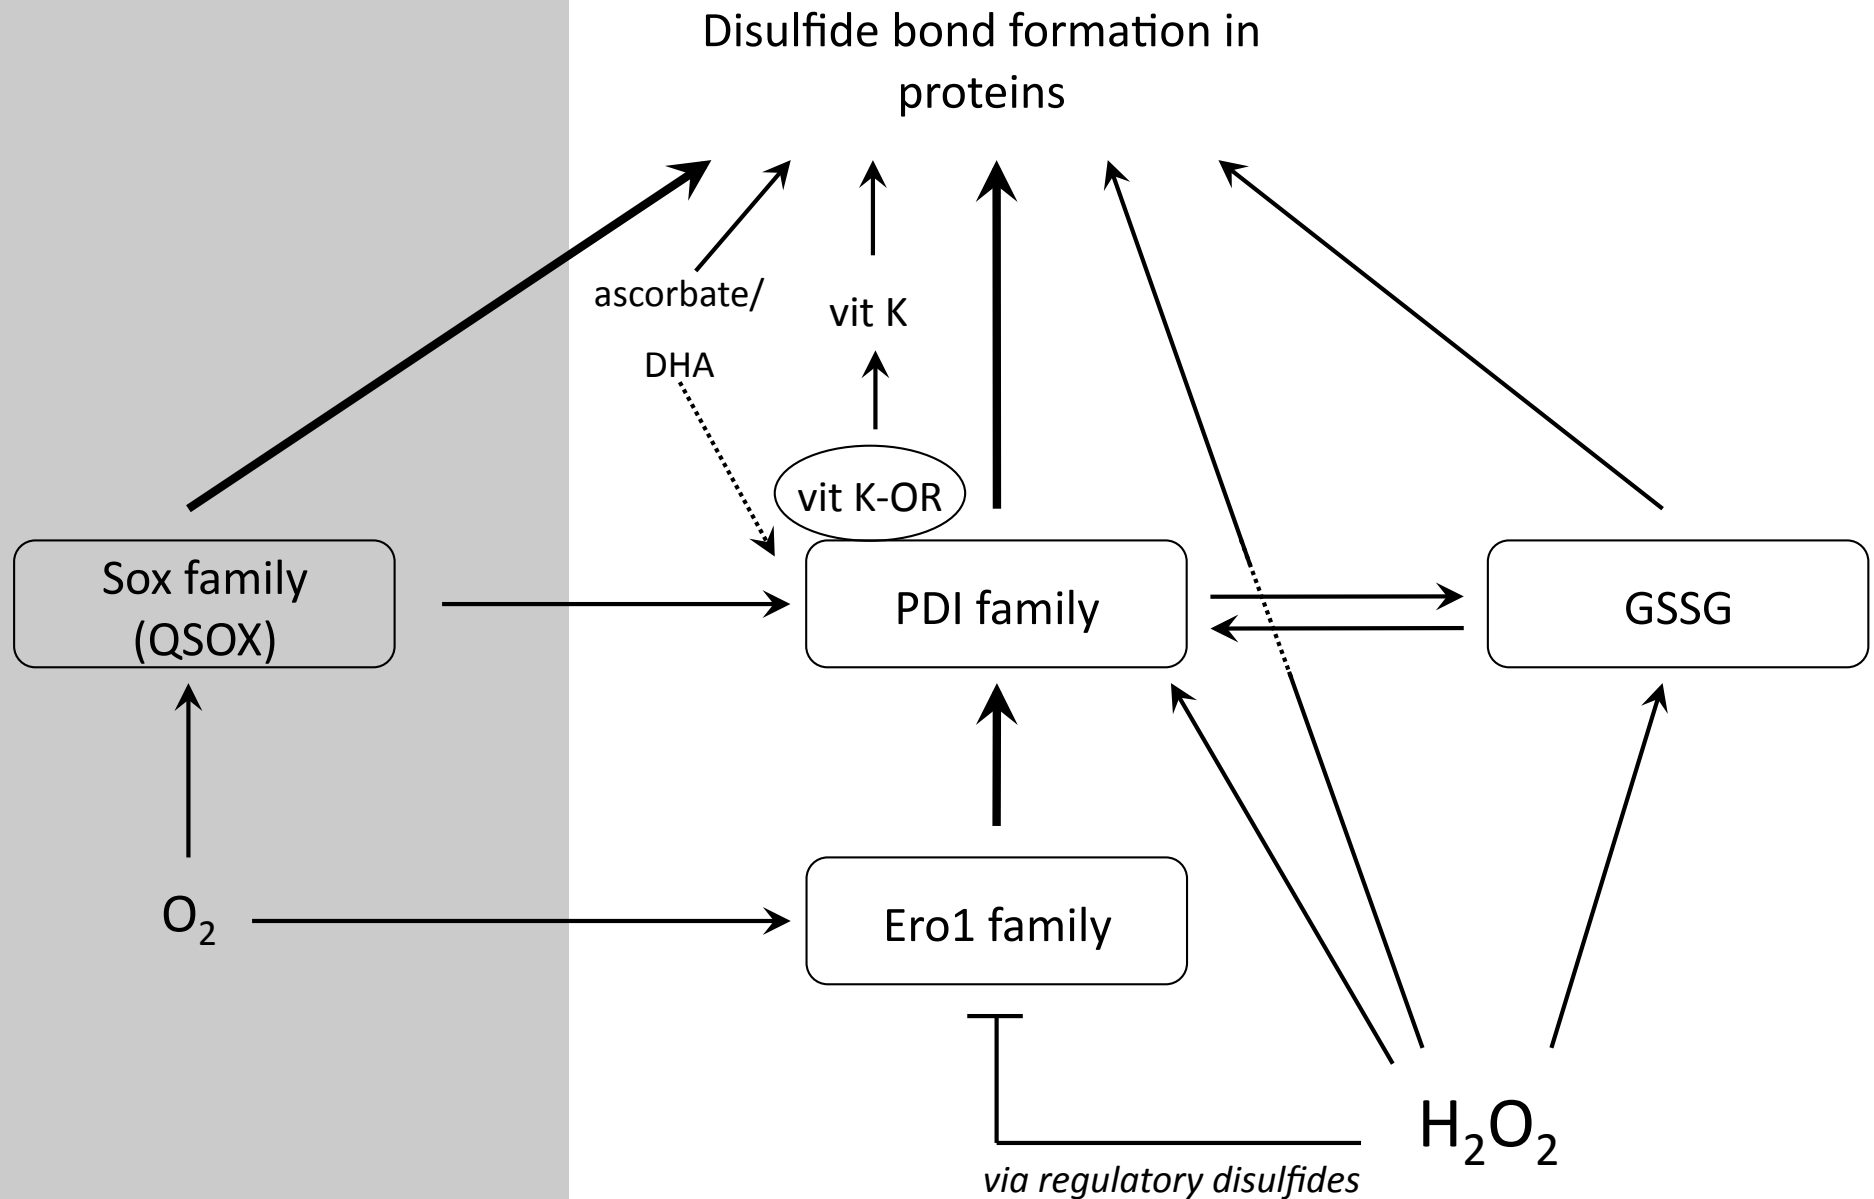 Disulfide bond formation in
proteins
ascorbate/
vit K
DHA
vit K-OR
Sox family
(QSOX)
PDI family
GSSG
O₂
Ero1 family
H₂O₂
via regulatory disulfides